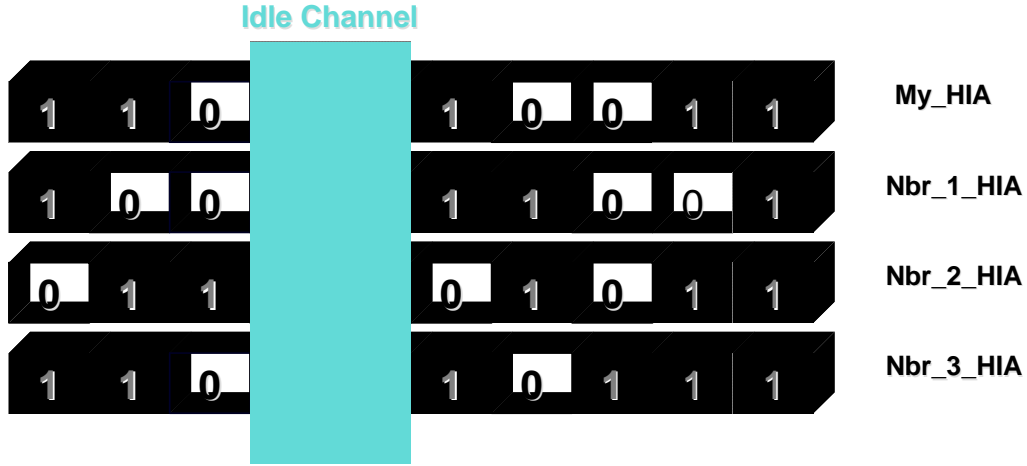 Idle Channel
1 1 0 1 0 0 1 1 My_HIA
1 0 0 1 1 0 0 1 Nbr_1_HIA
0 1 1 0 1 0 1 1 Nbr_2_HIA
1 1 0 1 0 1 1 1 Nbr_3_HIA